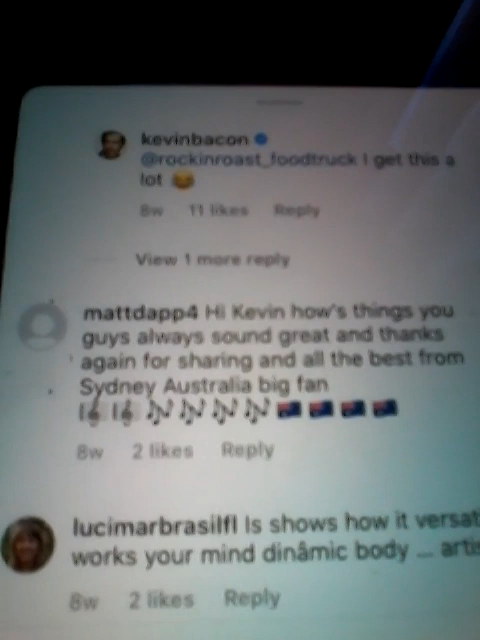 kevinbacon
@rockinroast_foodtruck I get this a
lot 😂
8w 11 likes Reply
View 1 more reply
mattdapp4 Hi Kevin how's things you
guys always sound great and thanks
again for sharing and all the best from
Sydney Australia big fan
🎼🎼🎶🎶🎶🎶🇦🇺🇦🇺🇦🇺🇦🇺
8w 2 likes Reply
lucimarbrasilfl Is shows how it versat
works your mind dinâmic body ... artis
8w 2 likes Reply